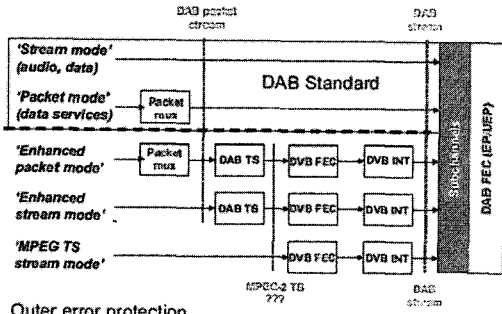 DAB packet
stream
DAB
stream
'Stream mode'
(audio, data)
DAB Standard
'Packet mode'
(data services)
Packet
mux
'Enhanced
packet mode'
Packet
mux
DAB TS
DVB FEC
DVB INT
'Enhanced
stream mode'
DAB TS
DVB FEC
DVB INT
'MPEG TS
stream mode'
DVB FEC
DVB INT
Subchannels
DAB FEC (EEP/UEP)
MPEG-2 TS
???
DAB
stream
Outer error protection